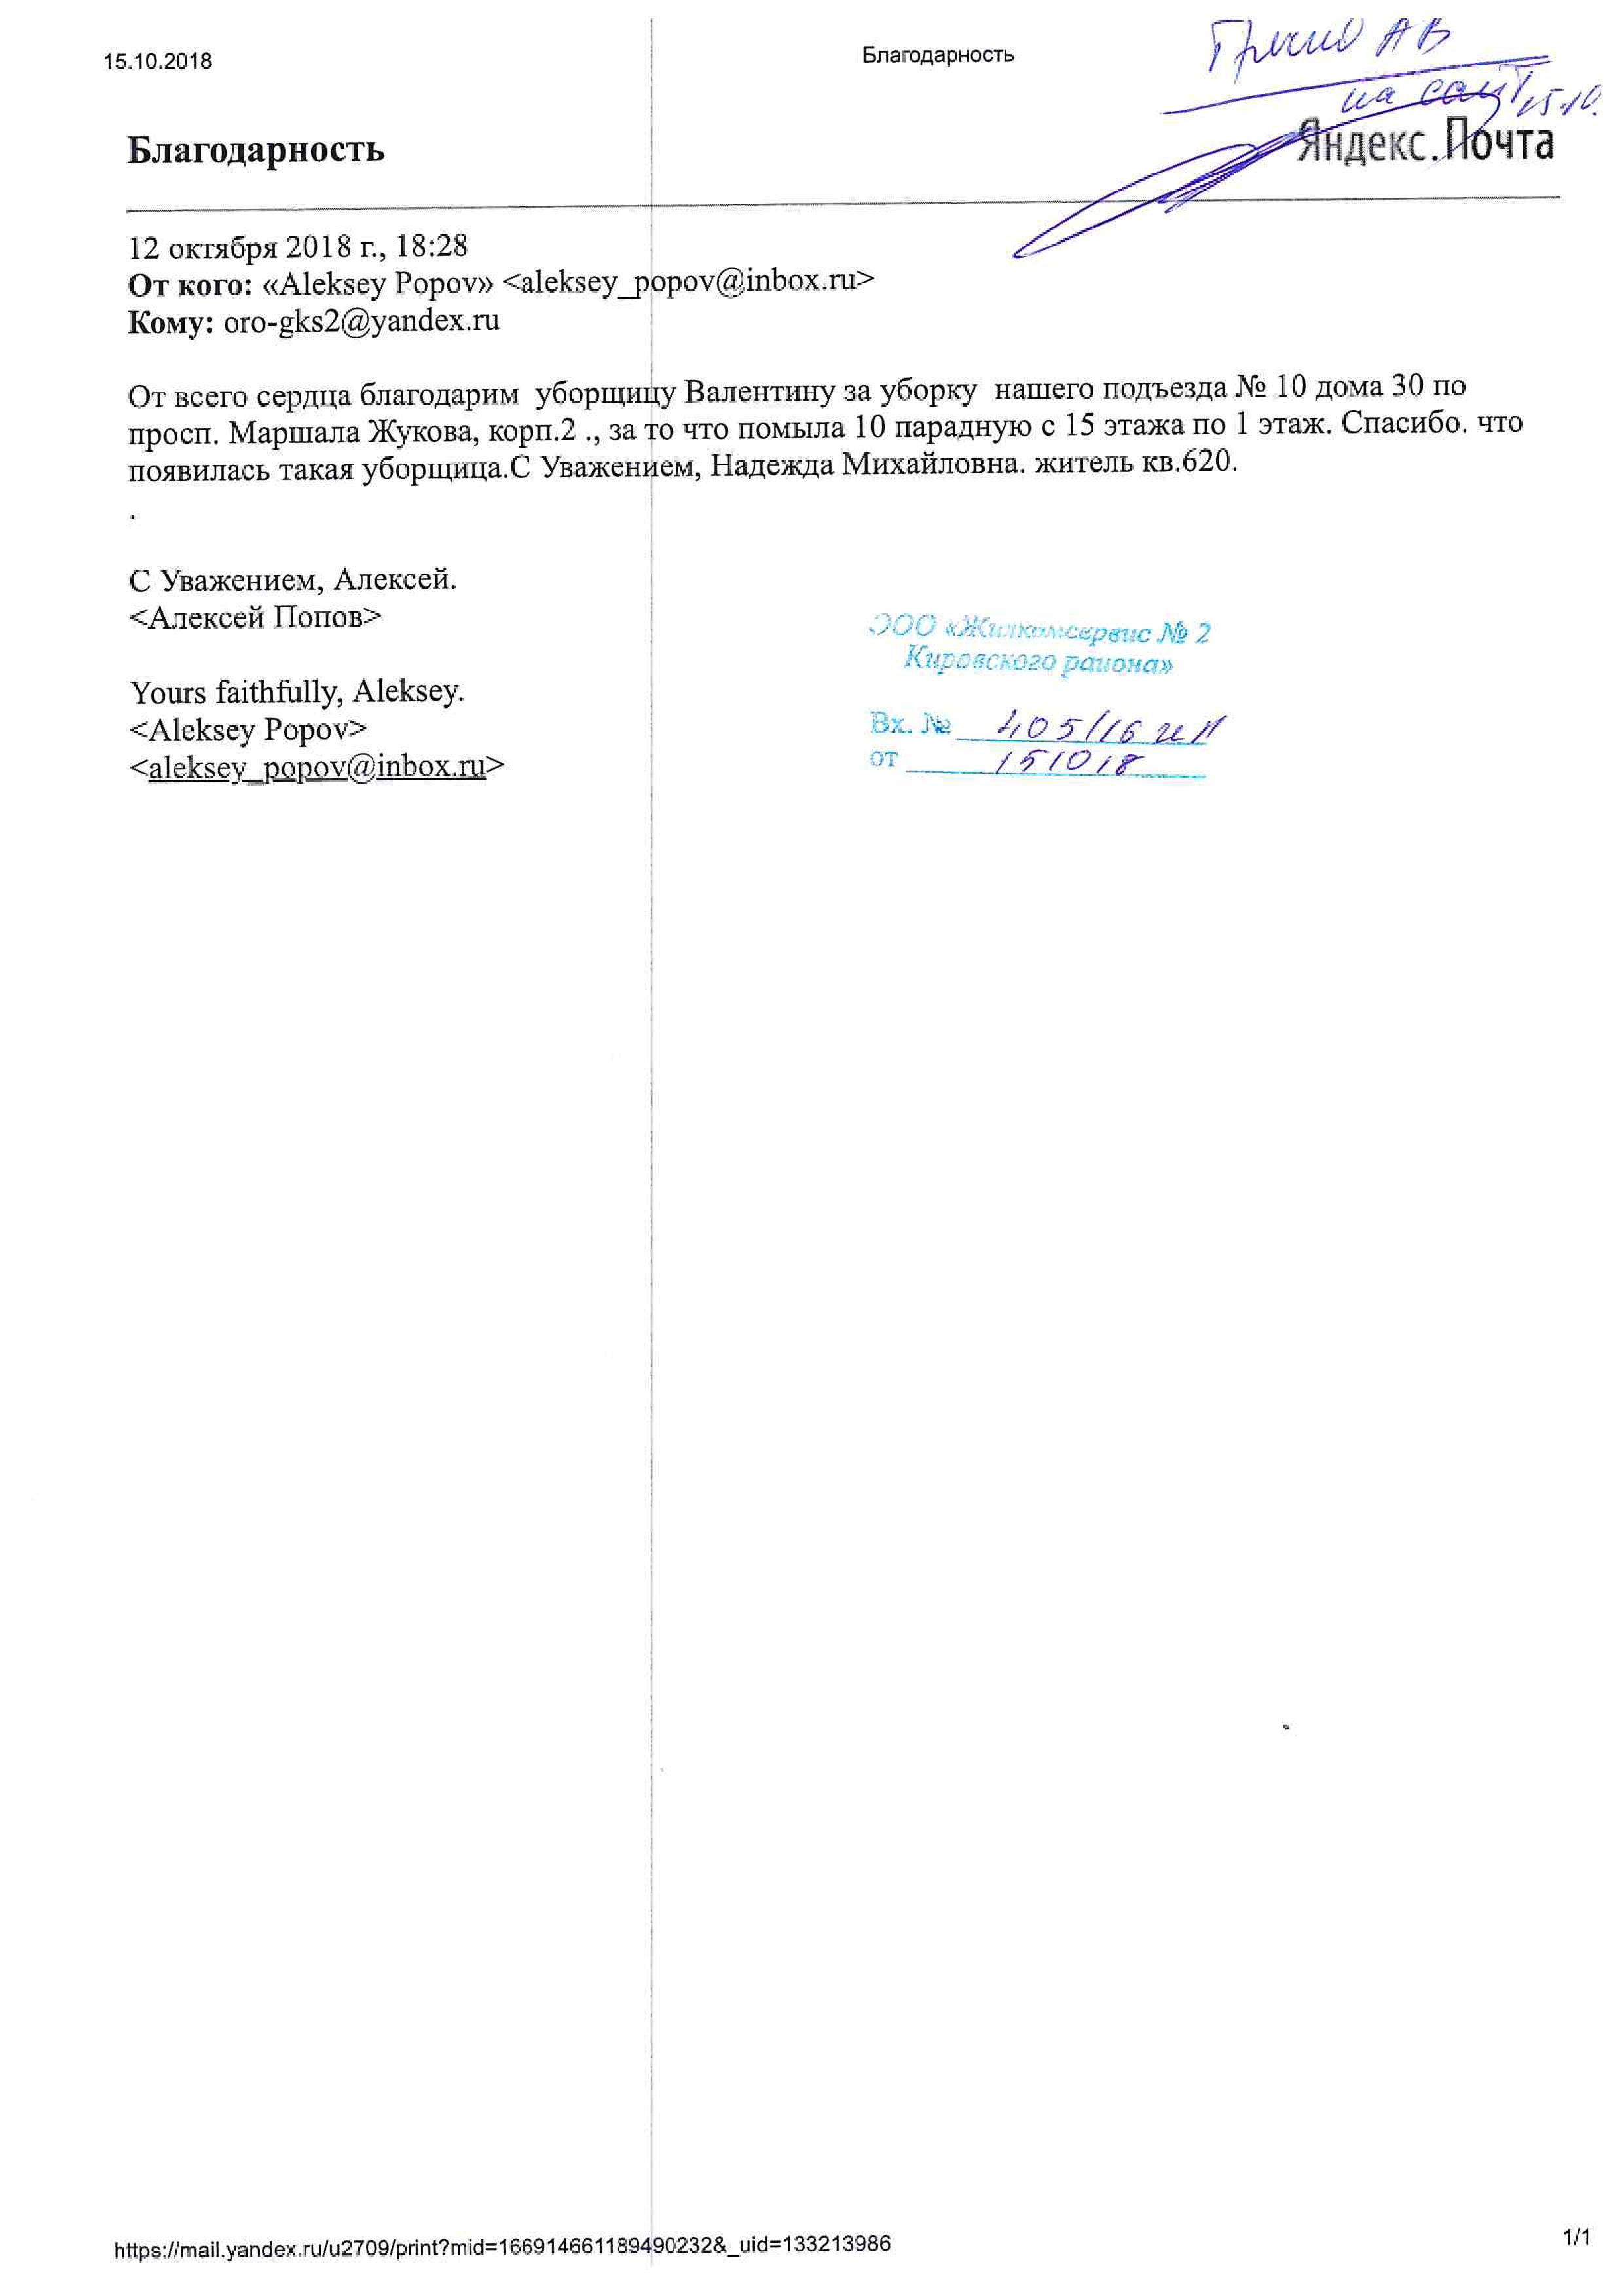 15.10.2018
Благодарность
АВ
на сайт 15.10.
Благодарность
Яндекс.Почта
12 октября 2018 г., 18:28
От кого: «Aleksey Popov» <aleksey_popov@inbox.ru>
Кому: oro-gks2@yandex.ru
От всего сердца благодарим уборщицу Валентину за уборку нашего подъезда № 10 дома 30 по
просп. Маршала Жукова, корп.2 ., за то что помыла 10 парадную с 15 этажа по 1 этаж. Спасибо. что
появилась такая уборщица.С Уважением, Надежда Михайловна. житель кв.620.
.
С Уважением, Алексей.
<Алексей Попов>
ООО «Жилкомсервис № 2
Кировского района»
Yours faithfully, Aleksey.
<Aleksey Popov>
<aleksey_popov@inbox.ru>
Вх. № 405/16
от 151018
https://mail.yandex.ru/u2709/print?mid=166914661189490232&_uid=133213986
1/1